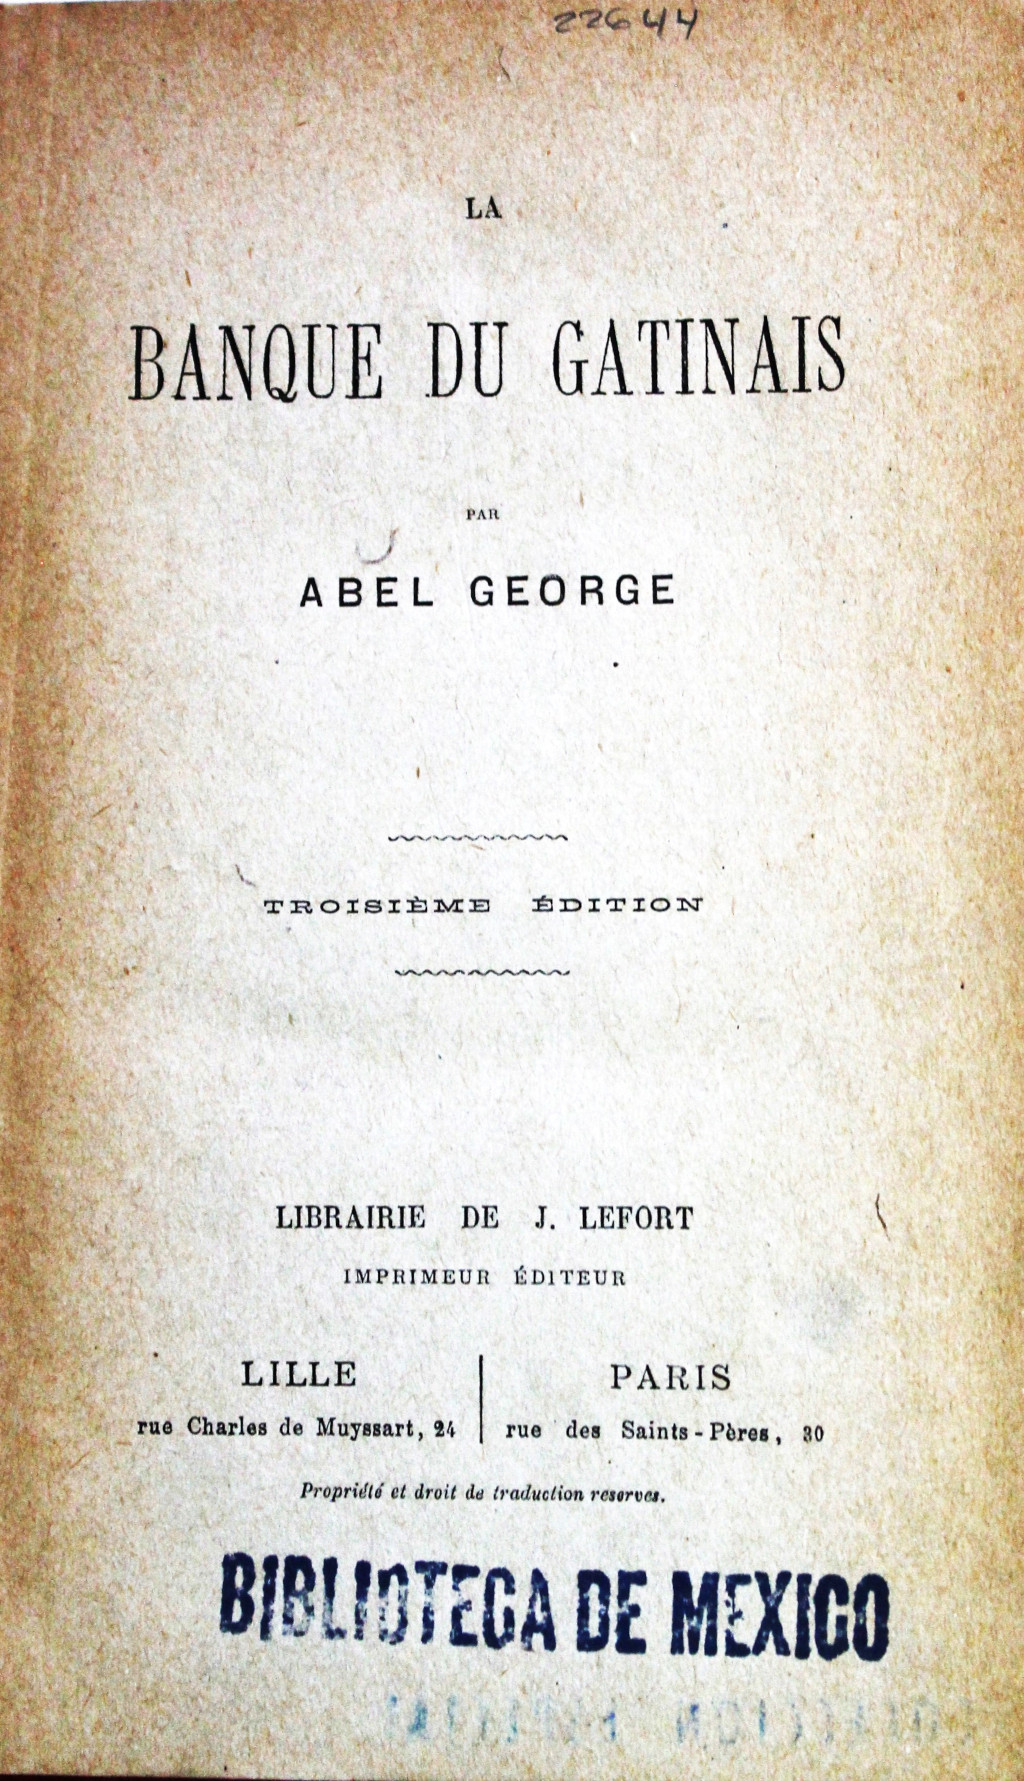 22644
LA
BANQUE DU GATINAIS
PAR
ABEL GEORGE
TROISIÈME ÉDITION
LIBRAIRIE DE J. LEFORT
IMPRIMEUR ÉDITEUR
LILLE
rue Charles de Muyssart, 24
PARIS
rue des Saints-Pères, 30
Propriété et droit de traduction reserves.
BIBLIOTECA DE MEXICO